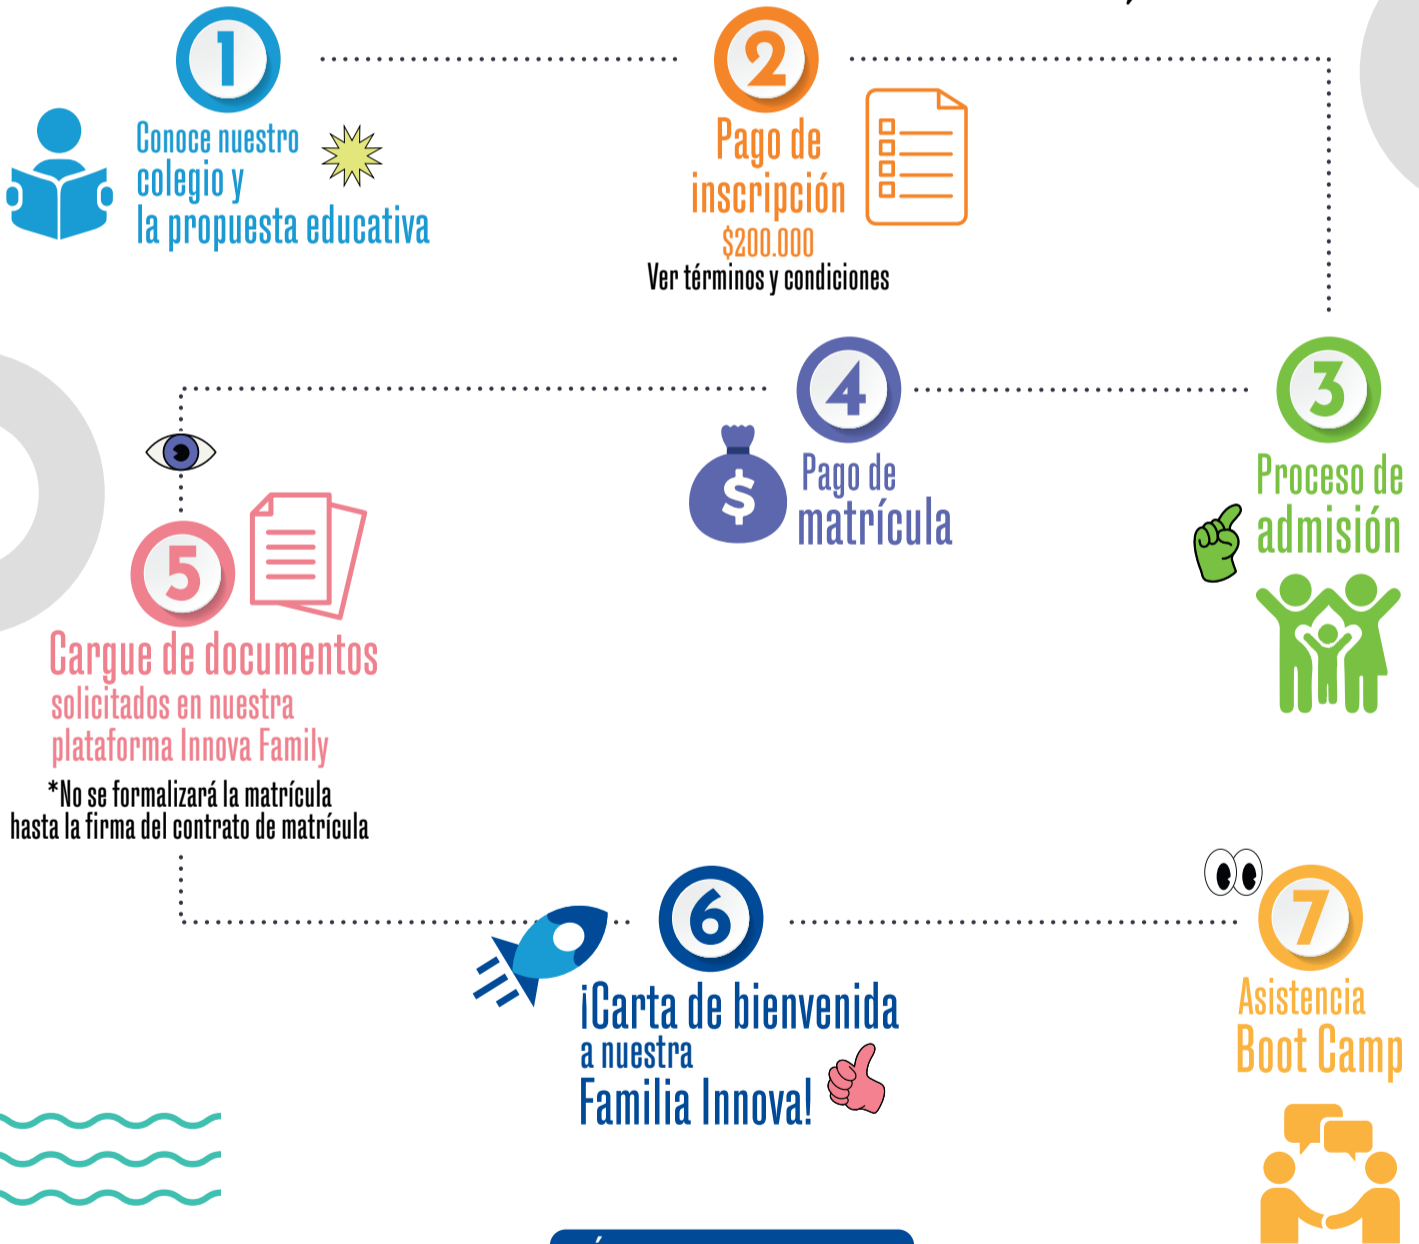 1
Conoce nuestro
colegio y
la propuesta educativa
2
Pago de
inscripción
$200.000
Ver términos y condiciones
3
Proceso de
admisión
4
$
Pago de
matrícula
5
Cargue de documentos
solicitados en nuestra
plataforma Innova Family
*No se formalizará la matrícula
hasta la firma del contrato de matrícula
6
¡Carta de bienvenida
a nuestra
Familia Innova!
7
Asistencia
Boot Camp